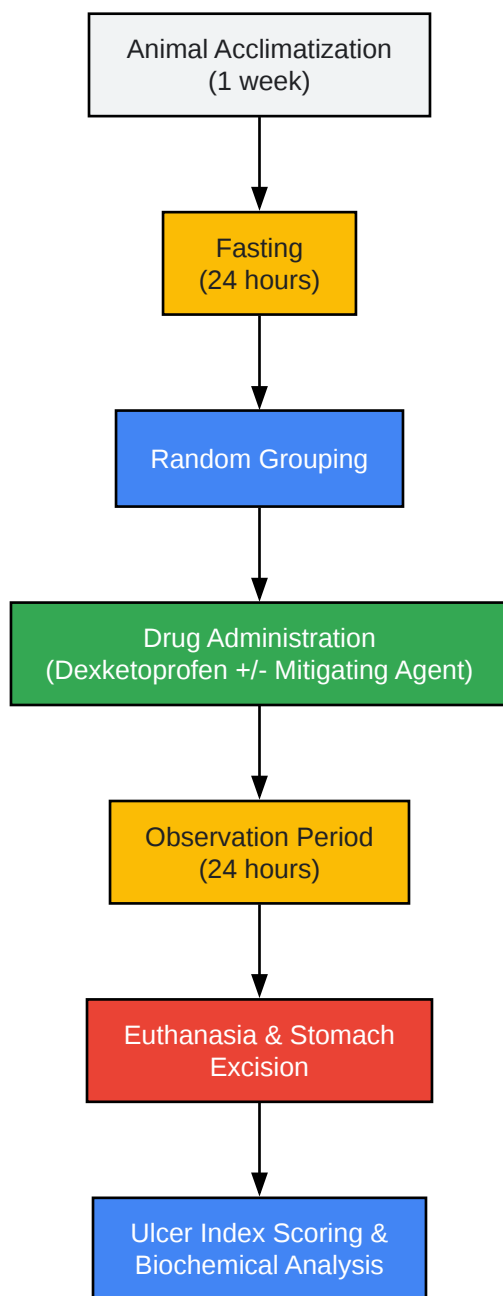 Animal Acclimatization
(1 week)
Fasting
(24 hours)
Random Grouping
Drug Administration
(Dexketoprofen +/- Mitigating Agent)
Observation Period
(24 hours)
Euthanasia & Stomach
Excision
Ulcer Index Scoring &
Biochemical Analysis